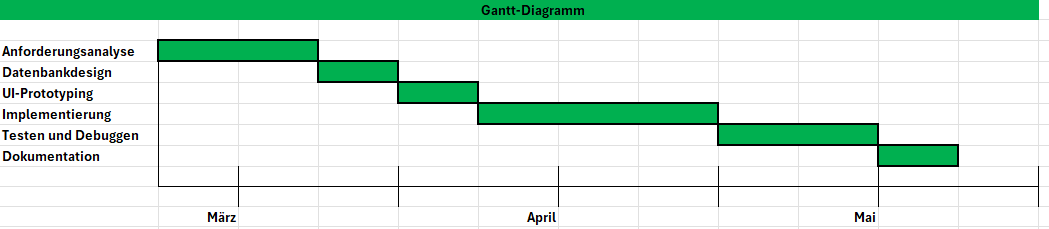 Gantt-Diagramm
Anforderungsanalyse
Datenbankdesign
UI-Prototyping
Implementierung
Testen und Debuggen
Dokumentation
März April Mai